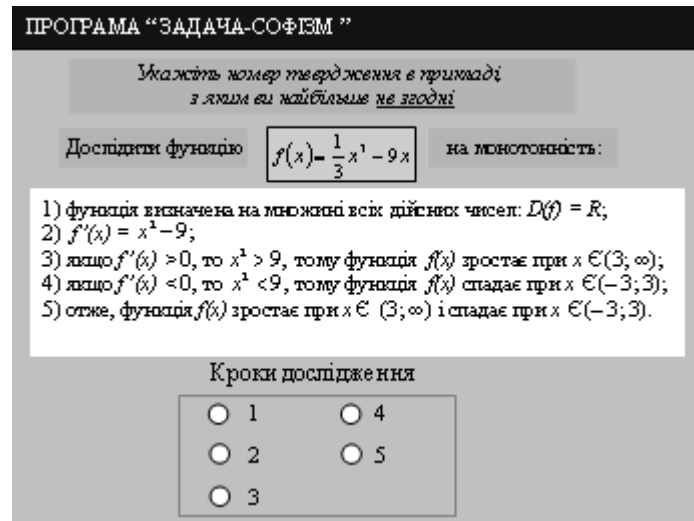 ПРОГРАМА “ЗАДАЧА-СОФІЗМ ”
Укажіть номер твердження в прикладі,
з яким ви найбільше не згодні
Дослідити функцію f(x)= 1/3 x³ − 9x на монотонність:
1) функція визначена на множині всіх дійсних чисел: D(f) = R;
2) f′(x) = x² − 9;
3) якщо f ′(x) >0, то x² > 9, тому функція f(x) зростає при x Є(3; ∞);
4) якщо f ′(x) <0, то x² <9, тому функція f(x) спадає при x Є(− 3; 3);
5) отже, функція f(x) зростає при x Є (3; ∞) і спадає при x Є(− 3; 3).
Кроки дослідження
1 4
2 5
3